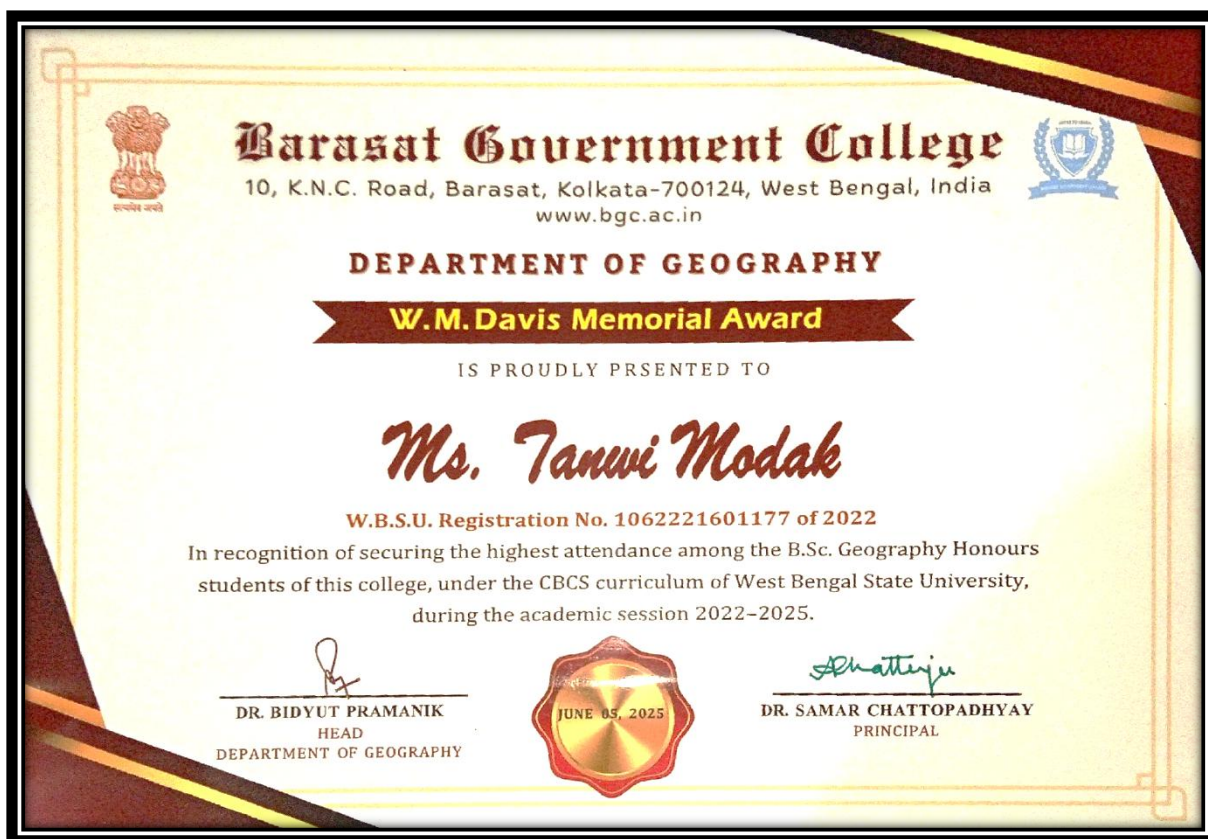 Barasat Government College
10, K.N.C. Road, Barasat, Kolkata-700124, West Bengal, India
www.bgc.ac.in
सत्यमेव जयते
DEPARTMENT OF GEOGRAPHY
W.M.Davis Memorial Award
IS PROUDLY PRSENTED TO
Ms. Tanwi Modak
W.B.S.U. Registration No. 1062221601177 of 2022
In recognition of securing the highest attendance among the B.Sc. Geography Honours
students of this college, under the CBCS curriculum of West Bengal State University,
during the academic session 2022–2025.
DR. BIDYUT PRAMANIK
HEAD
DEPARTMENT OF GEOGRAPHY
JUNE 05, 2025
DR. SAMAR CHATTOPADHYAY
PRINCIPAL